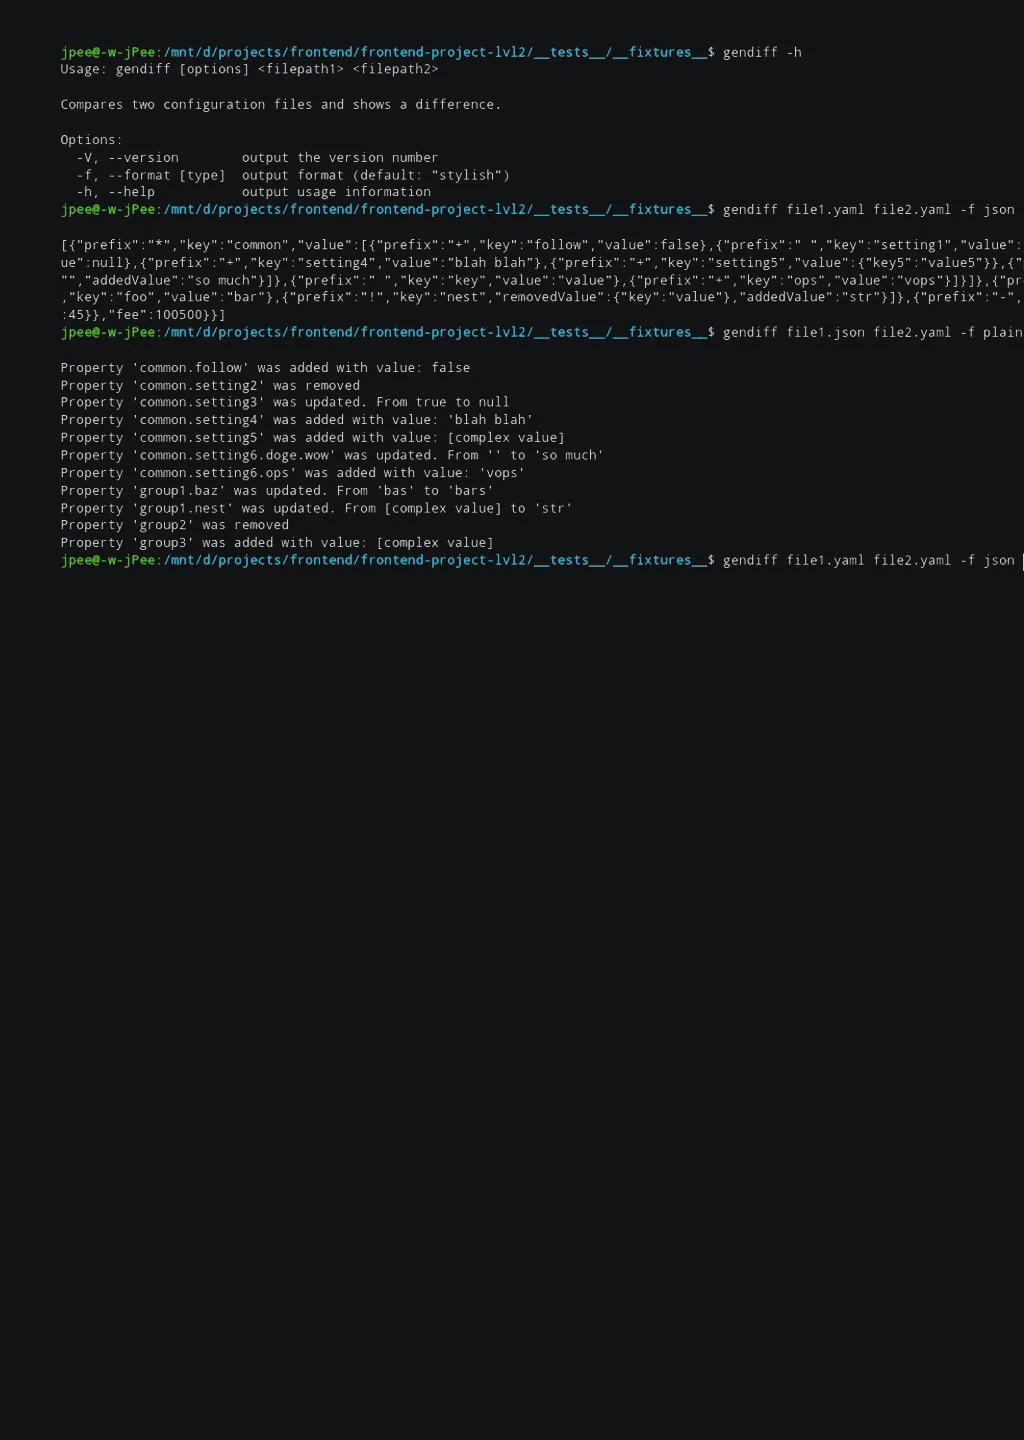 jpee@-w-jPee:/mnt/d/projects/frontend/frontend-project-lvl2/__tests__/__fixtures__$ gendiff -h
Usage: gendiff [options] <filepath1> <filepath2>
Compares two configuration files and shows a difference.
Options:
-V, --version        output the version number
-f, --format [type]  output format (default: "stylish")
-h, --help           output usage information
jpee@-w-jPee:/mnt/d/projects/frontend/frontend-project-lvl2/__tests__/__fixtures__$ gendiff file1.yaml file2.yaml -f json
[{"prefix":"*","key":"common","value":[{"prefix":"+","key":"follow","value":false},{"prefix":" ","key":"setting1","value":
ue":null},{"prefix":"+","key":"setting4","value":"blah blah"},{"prefix":"+","key":"setting5","value":{"key5":"value5"}},{"
"","addedValue":"so much"}]},{"prefix":" ","key":"key","value":"value"},{"prefix":"+","key":"ops","value":"vops"}]}]},{"pr
,"key":"foo","value":"bar"},{"prefix":"!","key":"nest","removedValue":{"key":"value"},"addedValue":"str"}]},{"prefix":"-",
:45}},"fee":100500}}]
jpee@-w-jPee:/mnt/d/projects/frontend/frontend-project-lvl2/__tests__/__fixtures__$ gendiff file1.json file2.yaml -f plain
Property 'common.follow' was added with value: false
Property 'common.setting2' was removed
Property 'common.setting3' was updated. From true to null
Property 'common.setting4' was added with value: 'blah blah'
Property 'common.setting5' was added with value: [complex value]
Property 'common.setting6.doge.wow' was updated. From '' to 'so much'
Property 'common.setting6.ops' was added with value: 'vops'
Property 'group1.baz' was updated. From 'bas' to 'bars'
Property 'group1.nest' was updated. From [complex value] to 'str'
Property 'group2' was removed
Property 'group3' was added with value: [complex value]
jpee@-w-jPee:/mnt/d/projects/frontend/frontend-project-lvl2/__tests__/__fixtures__$ gendiff file1.yaml file2.yaml -f json